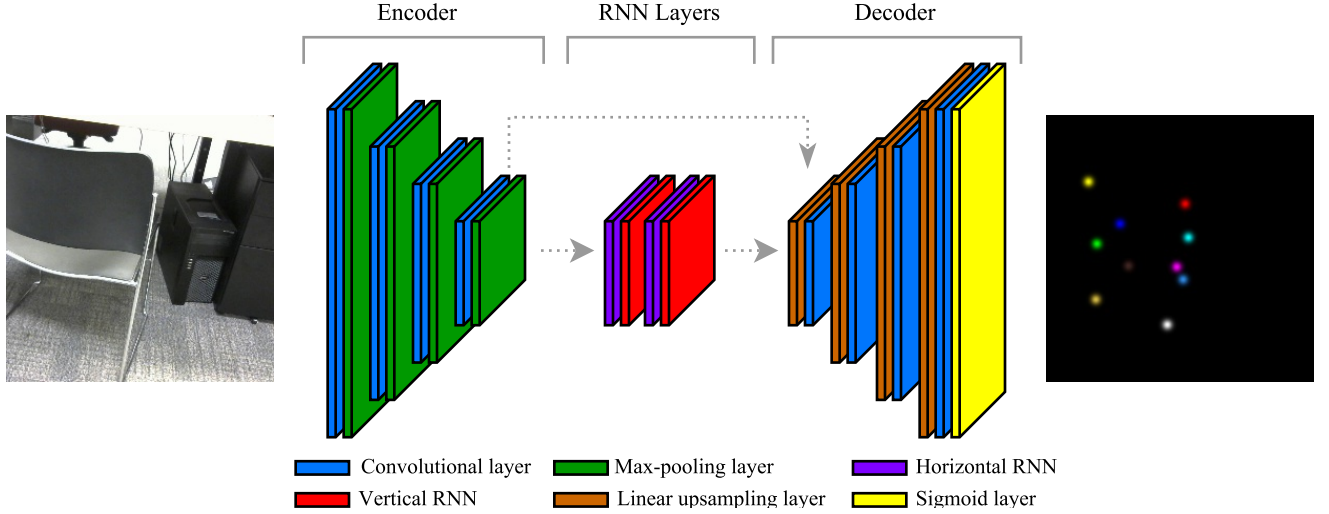 Encoder RNN Layers Decoder
Convolutional layer Max-pooling layer Horizontal RNN
Vertical RNN Linear upsampling layer Sigmoid layer